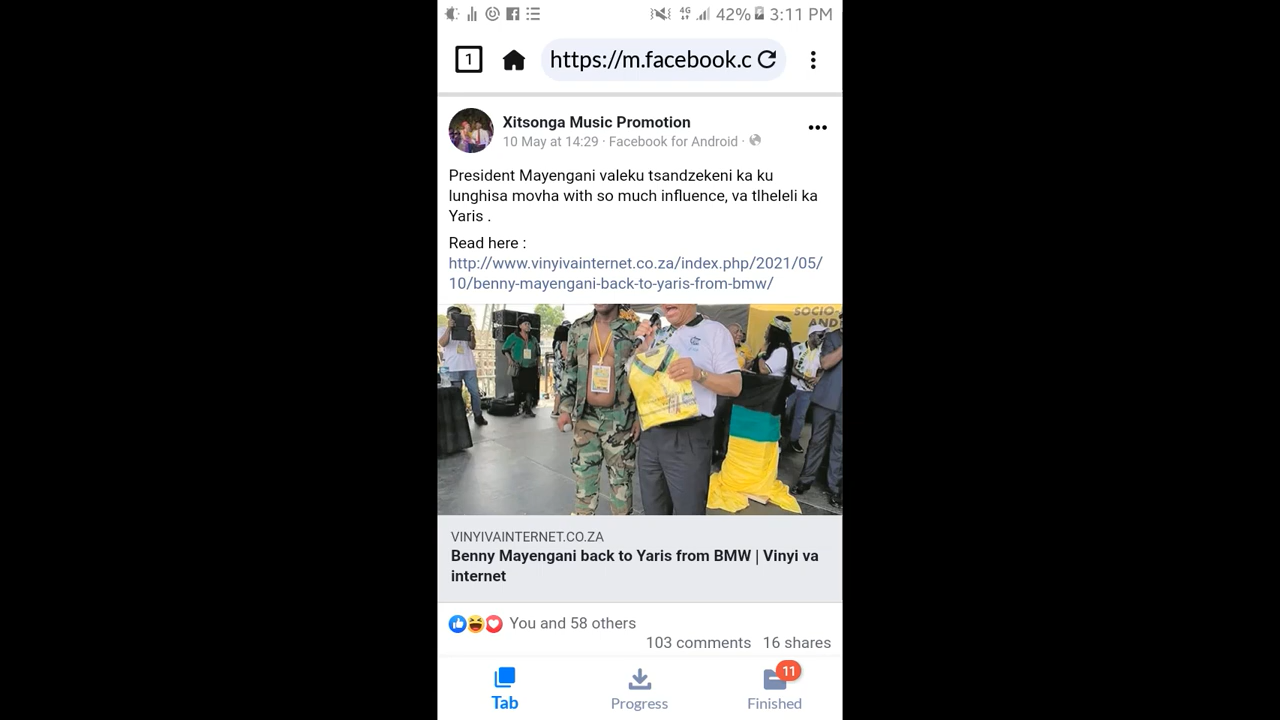 4G 42% 3:11 PM
1 https://m.facebook.c
Xitsonga Music Promotion
10 May at 14:29 · Facebook for Android ·
President Mayengani valeku tsandzekeni ka ku
lunghisa movha with so much influence, va tlheleli ka
Yaris .
Read here :
http://www.vinyivainternet.co.za/index.php/2021/05/
10/benny-mayengani-back-to-yaris-from-bmw/
SOCIO
AND
VINYIVAINTERNET.CO.ZA
Benny Mayengani back to Yaris from BMW | Vinyi va
internet
You and 58 others
103 comments 16 shares
11
Tab Progress Finished